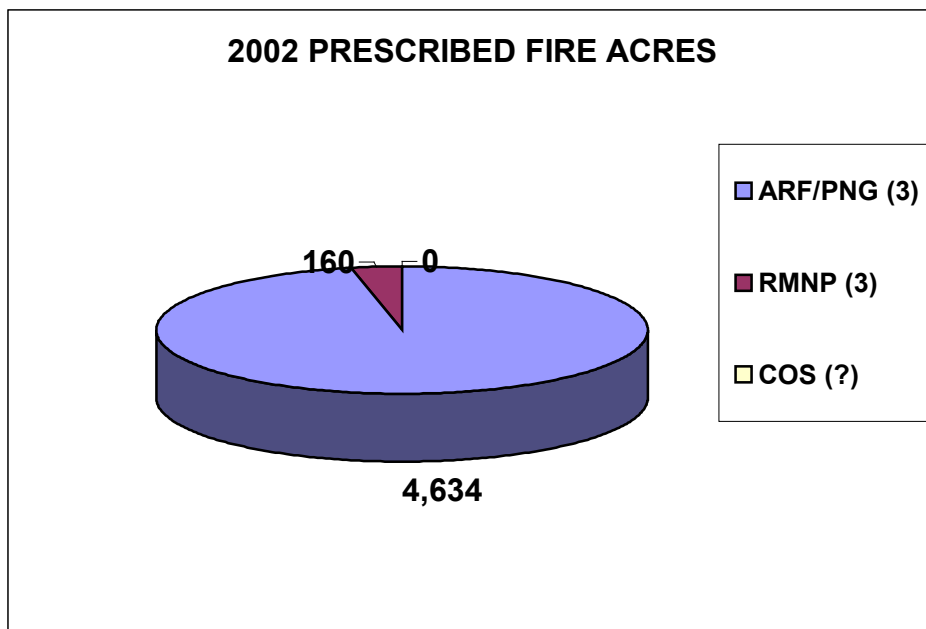 2002 PRESCRIBED FIRE ACRES
160
0
4,634
ARF/PNG (3)
RMNP (3)
COS (?)